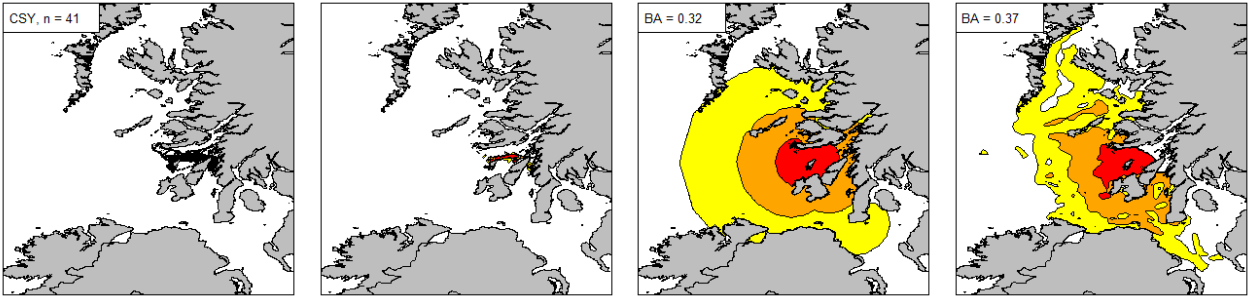 CSY, n = 41
BA = 0.32
BA = 0.37